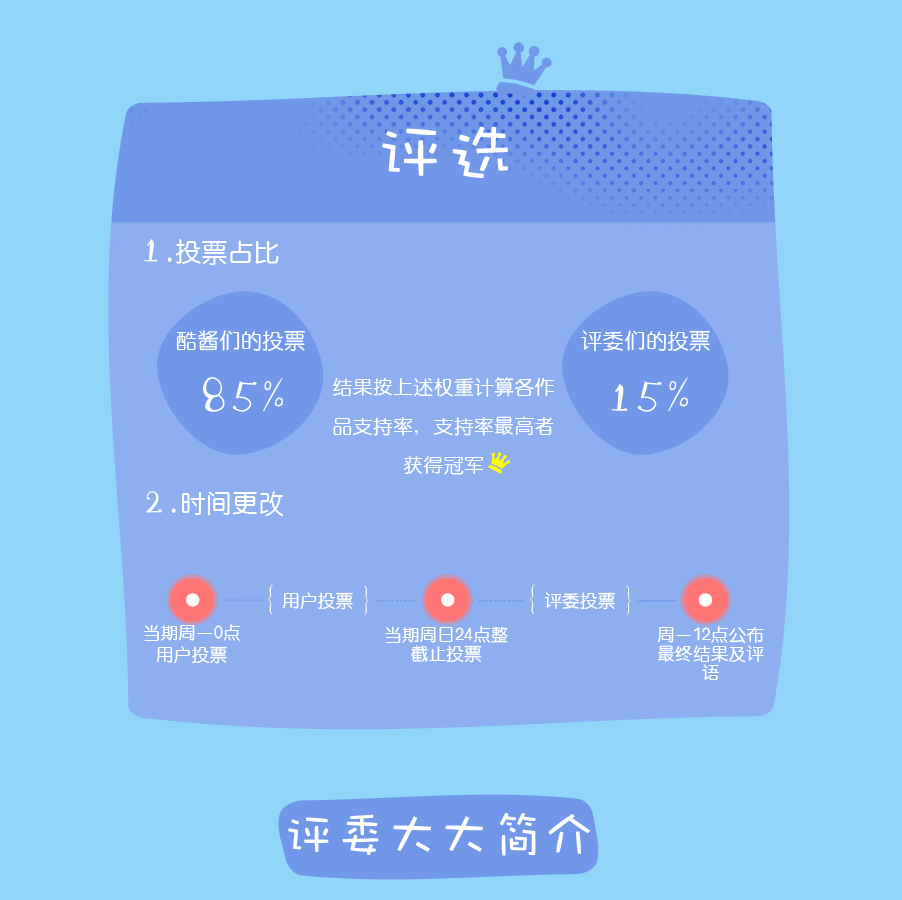 评选
1.投票占比
酷酱们的投票
85%
评委们的投票
15%
结果按上述权重计算各作
品支持率，支持率最高者
获得冠军
2.时间更改
{ 用户投票 }
{ 评委投票 }
当期周一0点
用户投票
当期周日24点整
截止投票
周一12点公布
最终结果及评
语
评委大大简介